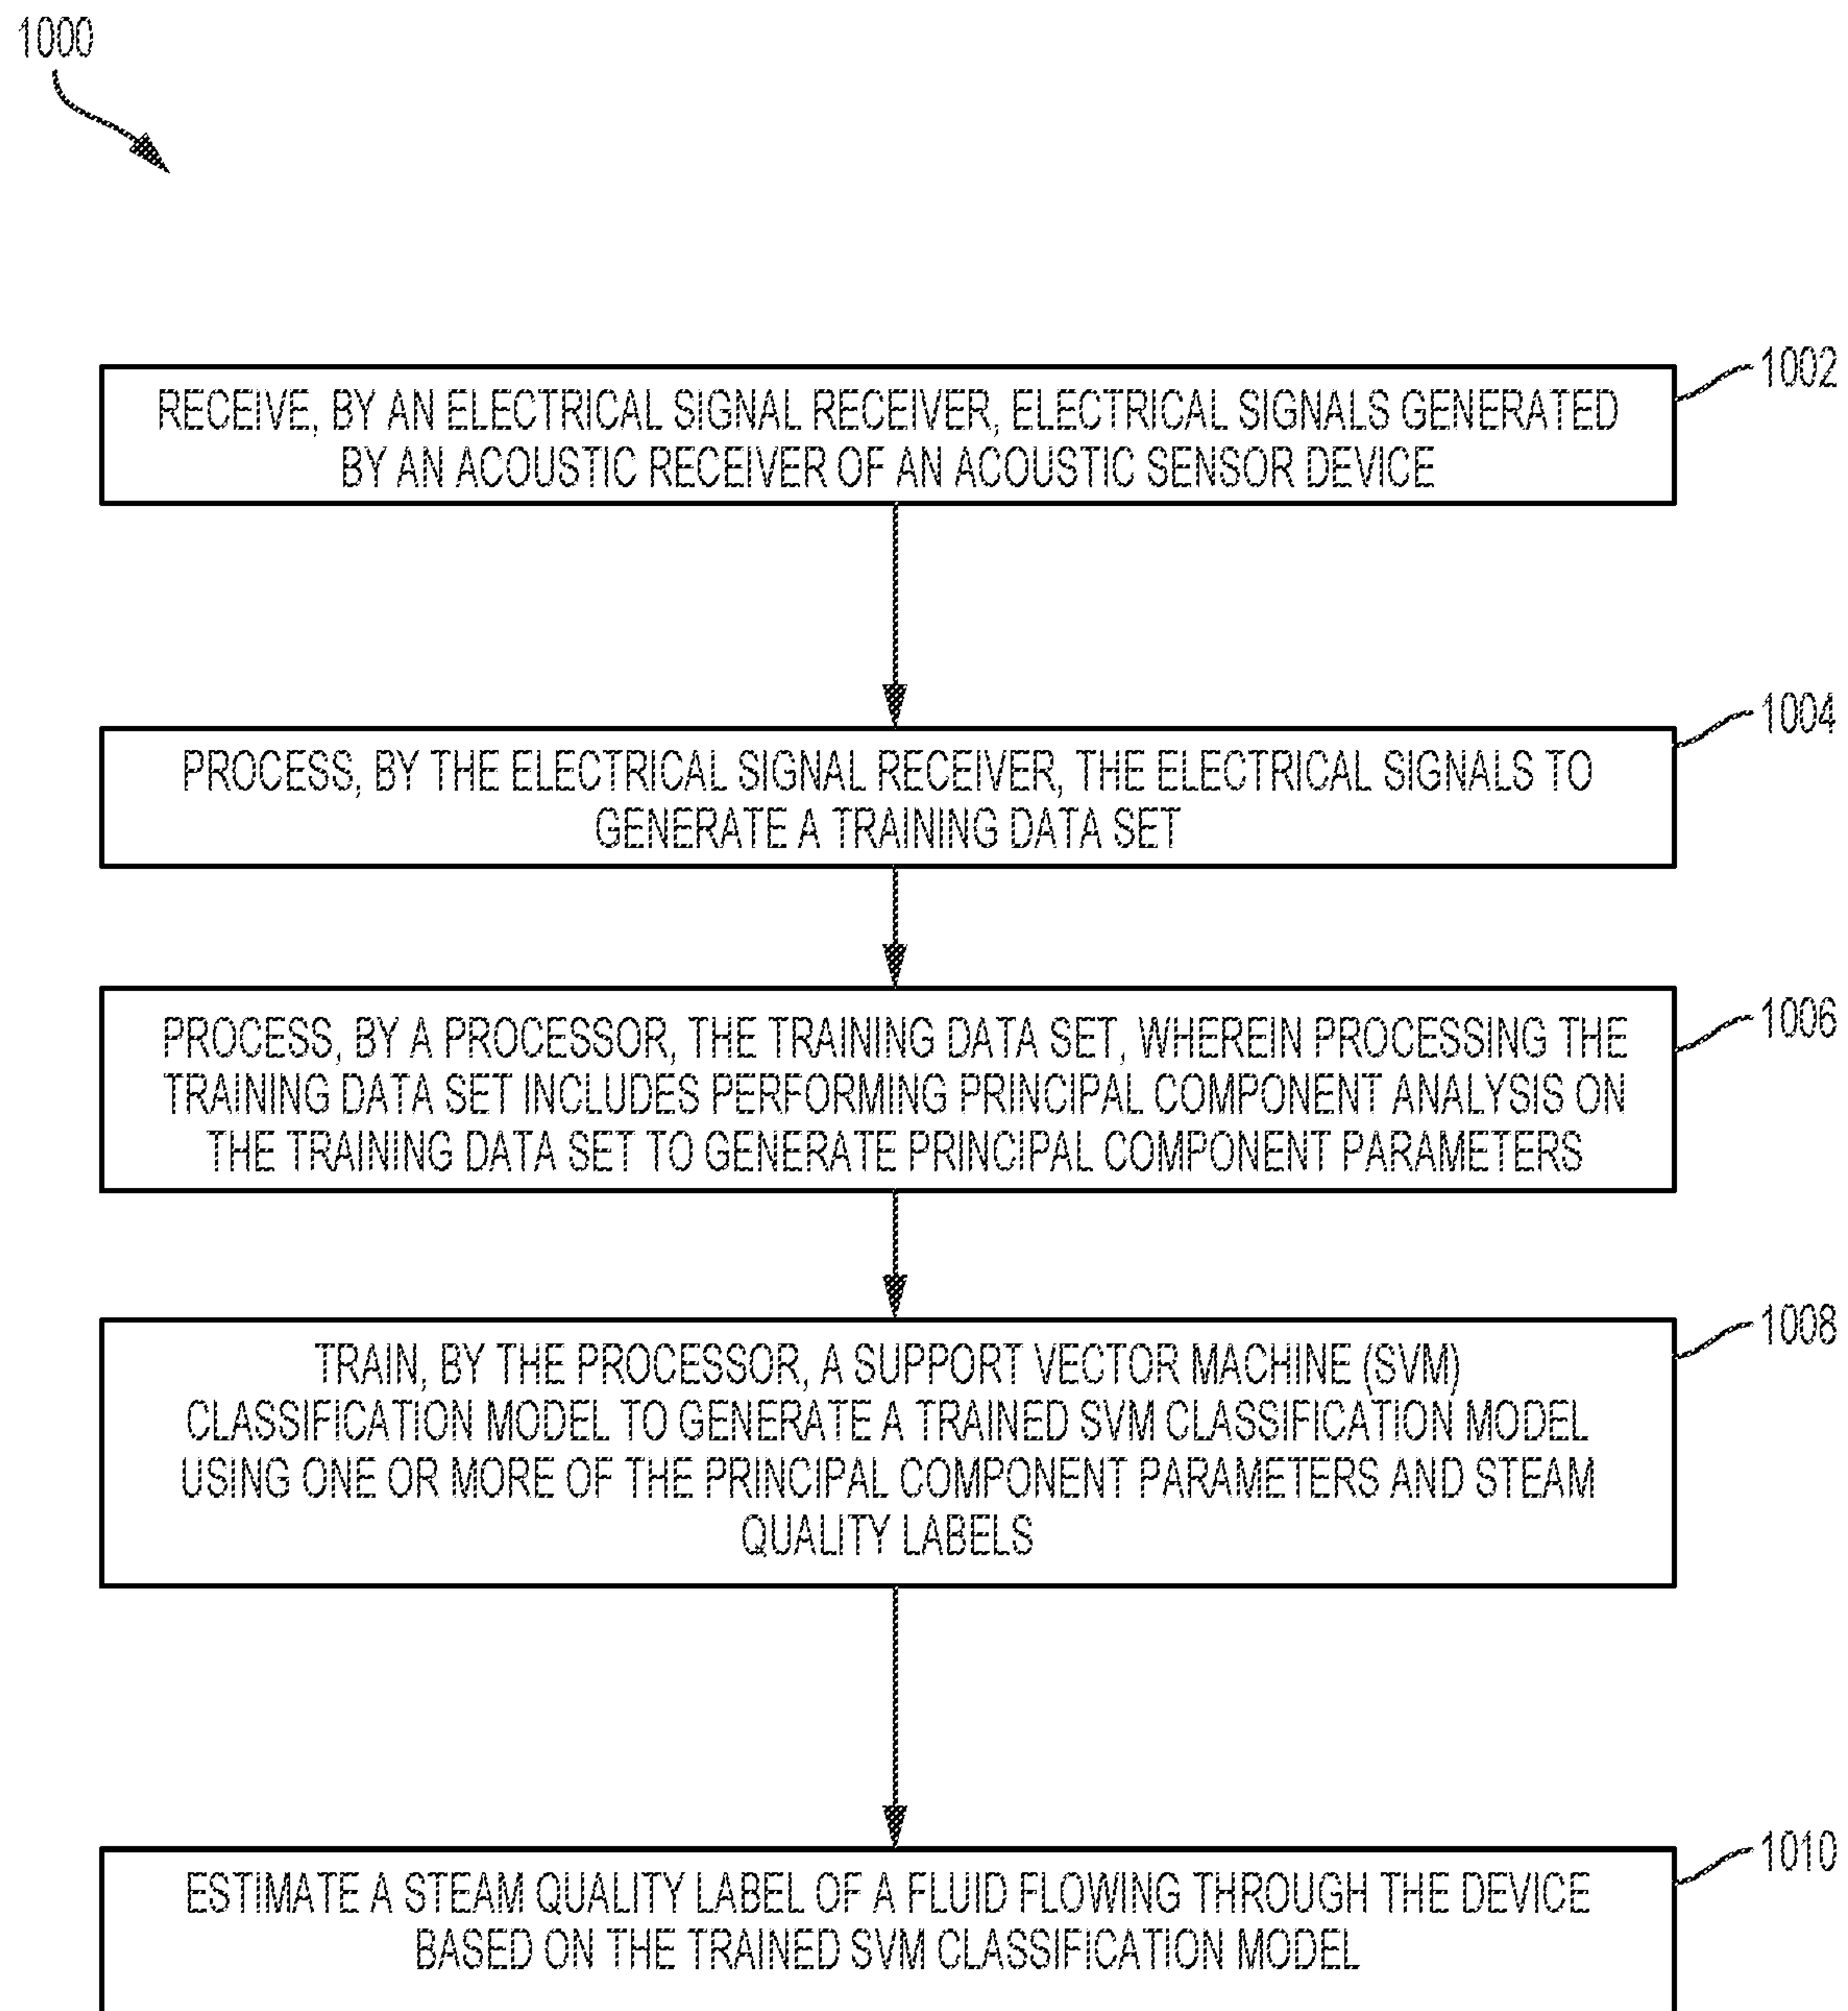 1000
1002
RECEIVE, BY AN ELECTRICAL SIGNAL RECEIVER, ELECTRICAL SIGNALS GENERATED
BY AN ACOUSTIC RECEIVER OF AN ACOUSTIC SENSOR DEVICE
1004
PROCESS, BY THE ELECTRICAL SIGNAL RECEIVER, THE ELECTRICAL SIGNALS TO
GENERATE A TRAINING DATA SET
1006
PROCESS, BY A PROCESSOR, THE TRAINING DATA SET, WHEREIN PROCESSING THE
TRAINING DATA SET INCLUDES PERFORMING PRINCIPAL COMPONENT ANALYSIS ON
THE TRAINING DATA SET TO GENERATE PRINCIPAL COMPONENT PARAMETERS
1008
TRAIN, BY THE PROCESSOR, A SUPPORT VECTOR MACHINE (SVM)
CLASSIFICATION MODEL TO GENERATE A TRAINED SVM CLASSIFICATION MODEL
USING ONE OR MORE OF THE PRINCIPAL COMPONENT PARAMETERS AND STEAM
QUALITY LABELS
1010
ESTIMATE A STEAM QUALITY LABEL OF A FLUID FLOWING THROUGH THE DEVICE
BASED ON THE TRAINED SVM CLASSIFICATION MODEL